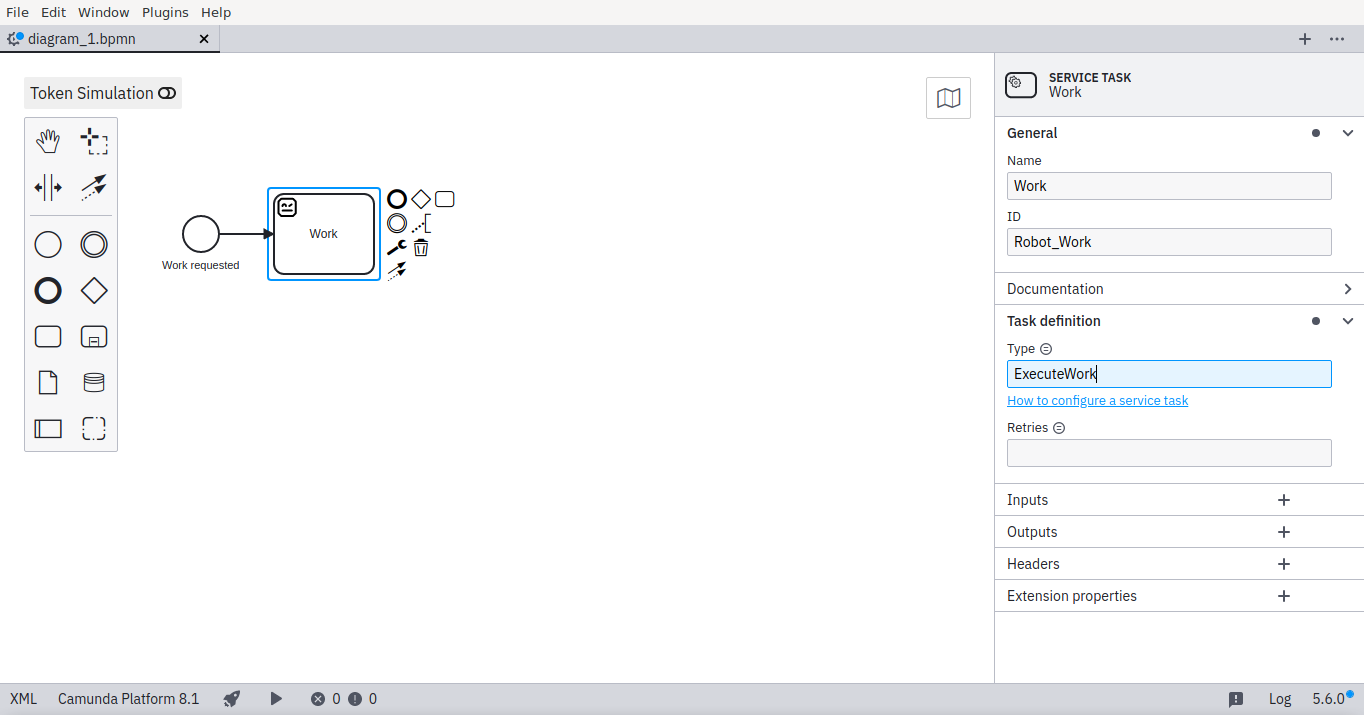 File Edit Window Plugins Help
diagram_1.bpmn
Token Simulation
Work
Work requested
SERVICE TASK
Work
General
Name
Work
ID
Robot_Work
Documentation
Task definition
Type
ExecuteWork
How to configure a service task
Retries
Inputs
Outputs
Headers
Extension properties
XML Camunda Platform 8.1 0 0 Log 5.6.0